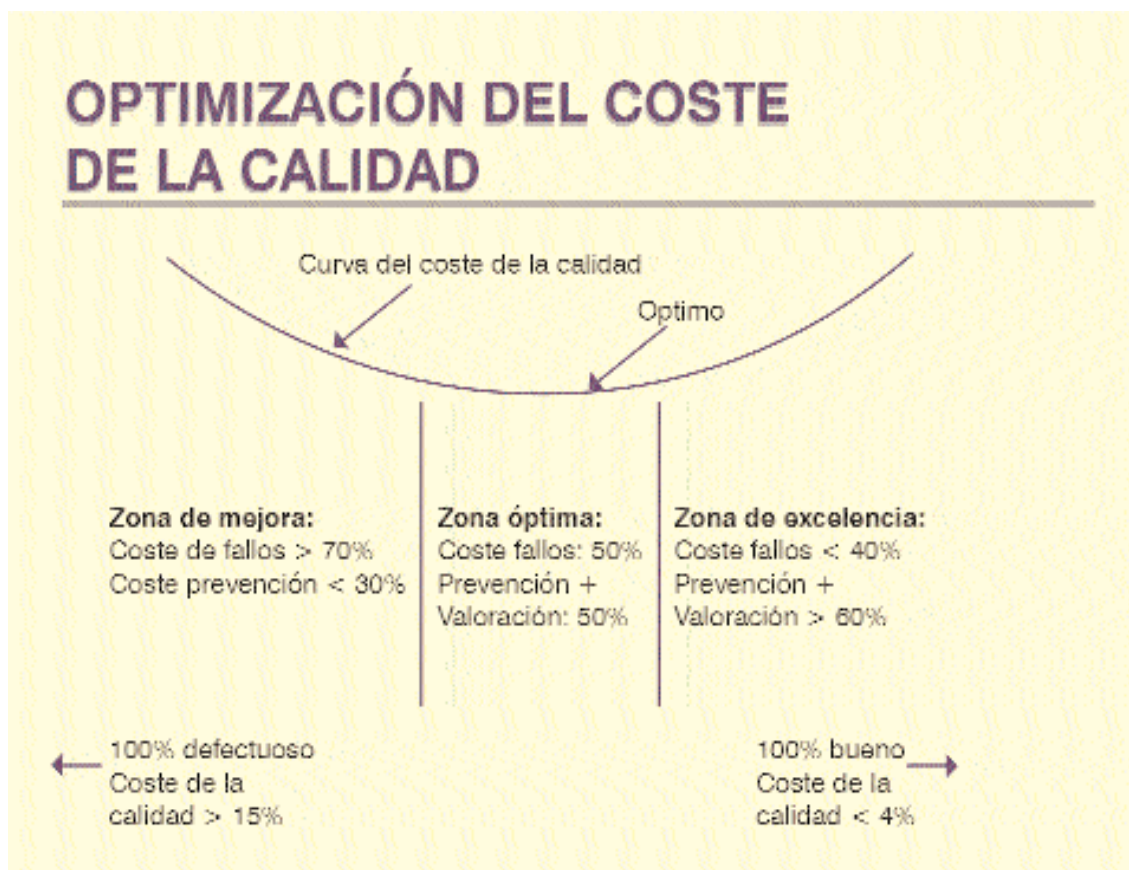 OPTIMIZACIÓN DEL COSTE
DE LA CALIDAD
Curva del coste de la calidad
Optimo
Zona de mejora:
Coste de fallos > 70%
Coste prevención < 30%
Zona óptima:
Coste fallos: 50%
Prevención +
Valoración: 50%
Zona de excelencia:
Coste fallos < 40%
Prevención +
Valoración > 60%
100% defectuoso
Coste de la
calidad > 15%
100% bueno
Coste de la
calidad < 4%